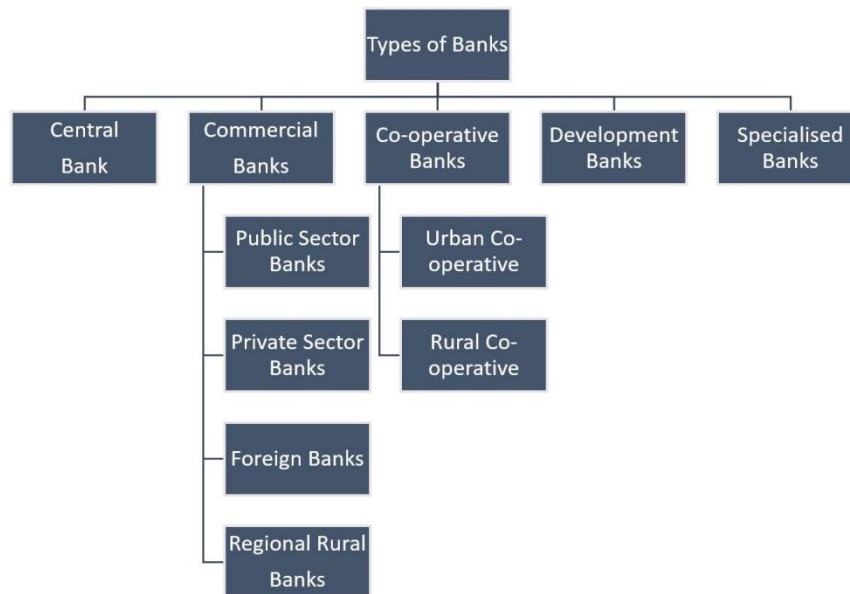 Types of Banks
Central
Bank
Commercial
Banks
Co-operative
Banks
Development
Banks
Specialised
Banks
Public Sector
Banks
Urban Co-
operative
Private Sector
Banks
Rural Co-
operative
Foreign Banks
Regional Rural
Banks